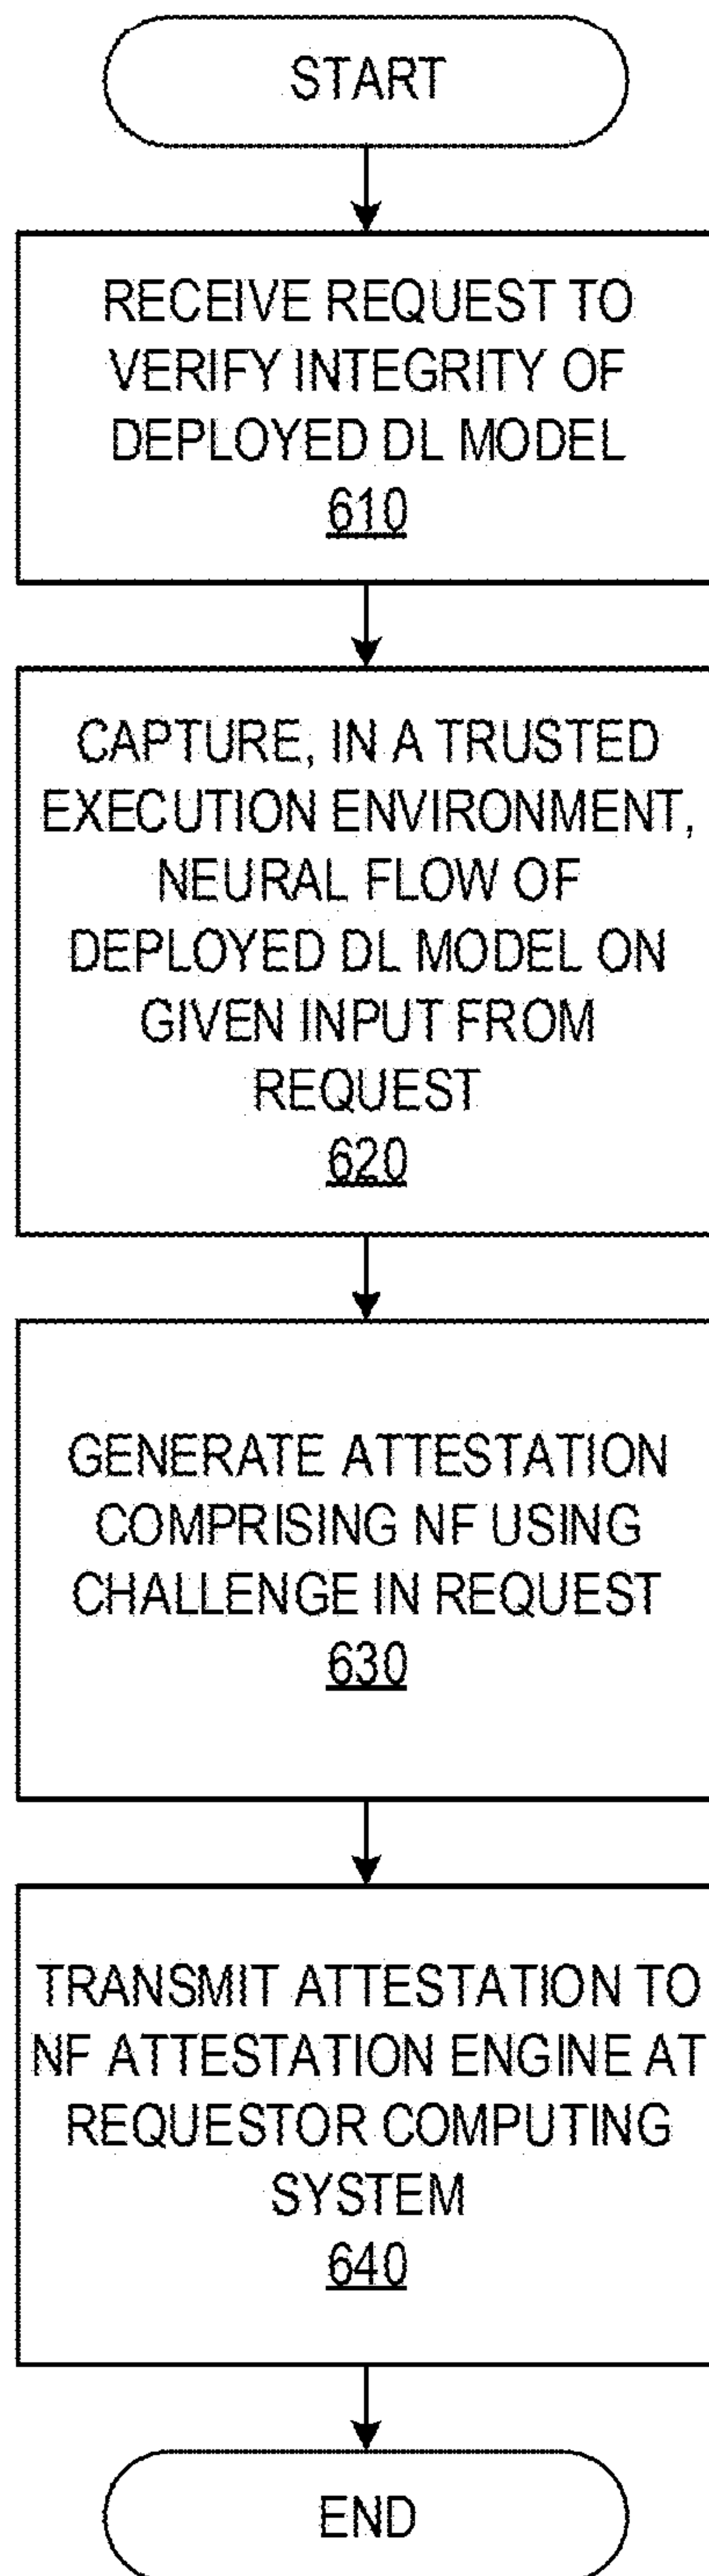 START
RECEIVE REQUEST TO
VERIFY INTEGRITY OF
DEPLOYED DL MODEL
610
CAPTURE, IN A TRUSTED
EXECUTION ENVIRONMENT,
NEURAL FLOW OF
DEPLOYED DL MODEL ON
GIVEN INPUT FROM
REQUEST
620
GENERATE ATTESTATION
COMPRISING NF USING
CHALLENGE IN REQUEST
630
TRANSMIT ATTESTATION TO
NF ATTESTATION ENGINE AT
REQUESTOR COMPUTING
SYSTEM
640
END